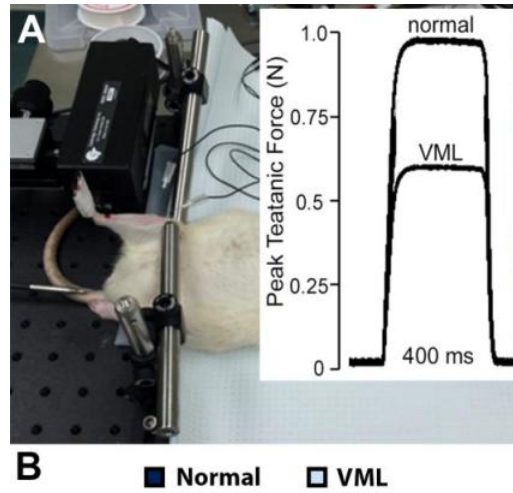 A
normal
1.0
0.75
VML
0.5
0.25
0
400 ms
Peak Teatanic Force (N)
B
Normal
VML